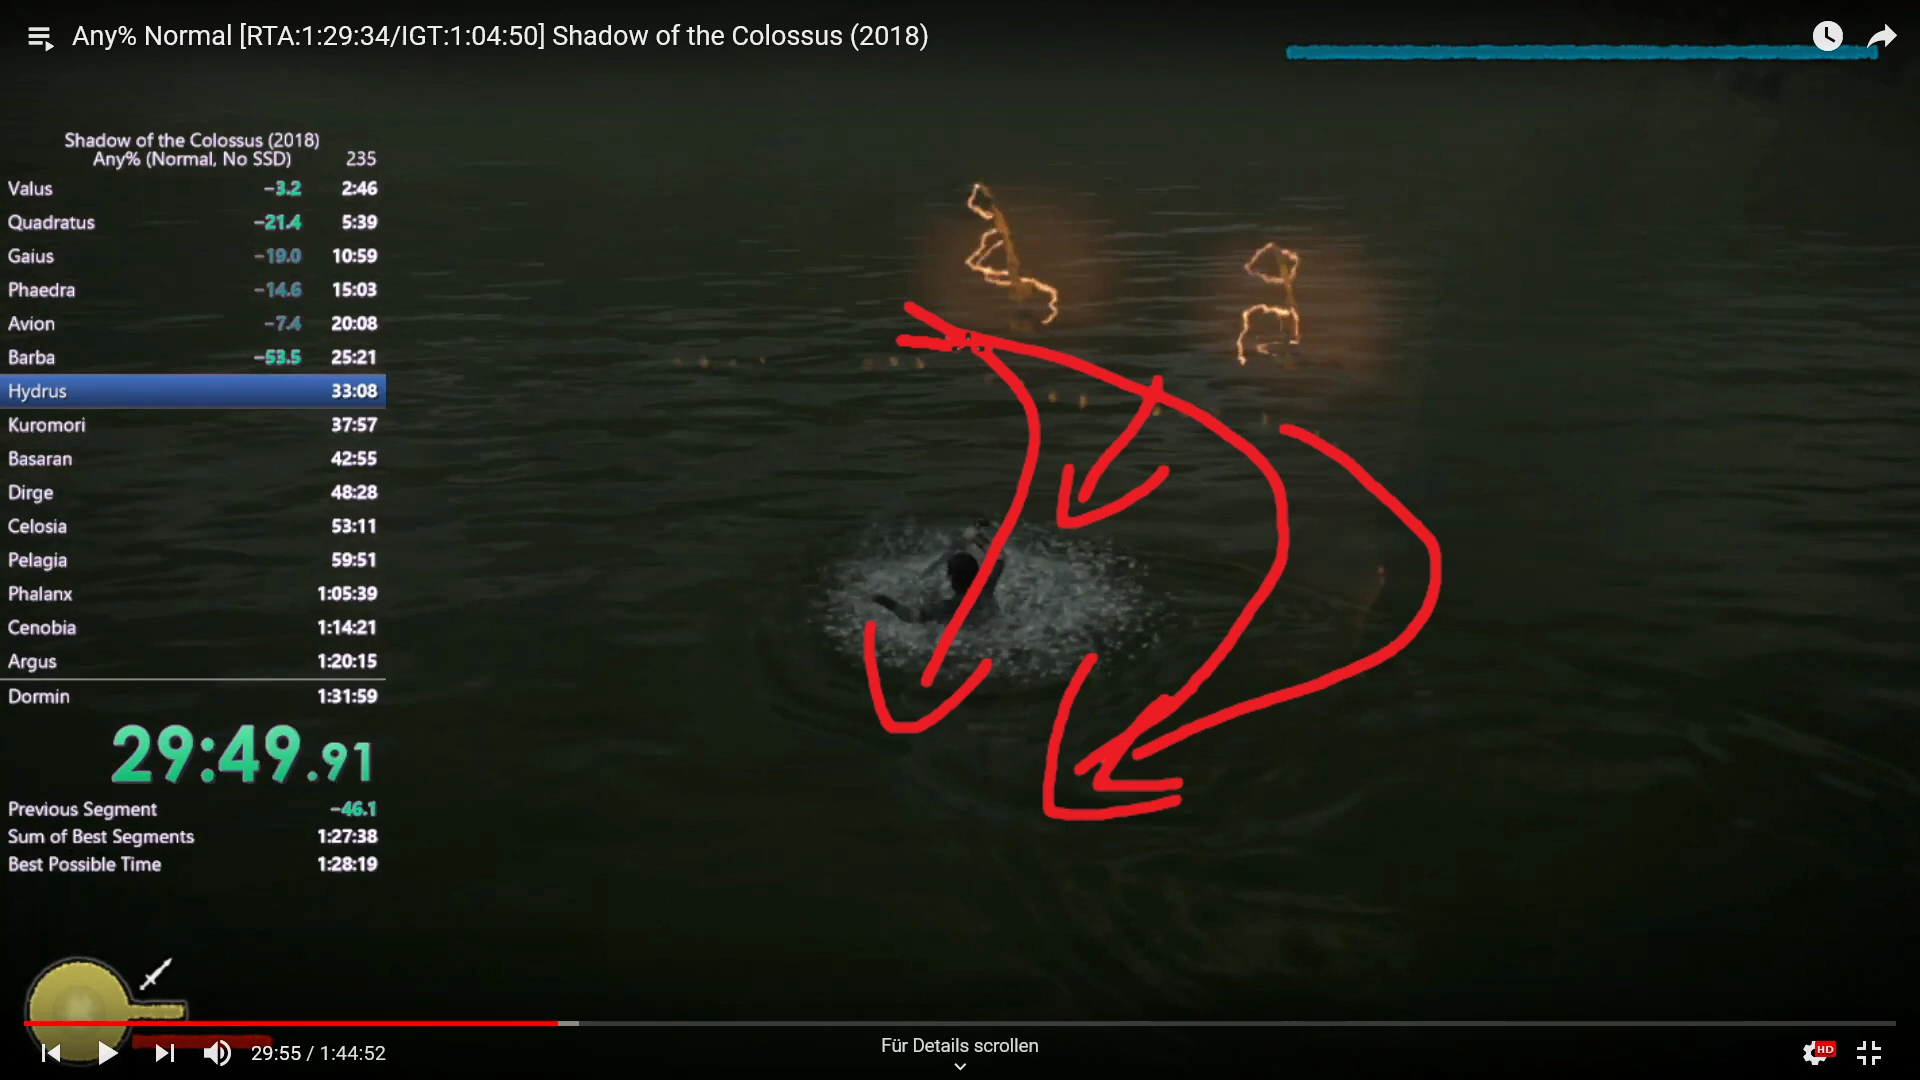 Any% Normal [RTA:1:29:34/IGT:1:04:50] Shadow of the Colossus (2018)
Shadow of the Colossus (2018)
Any% (Normal, No SSD) 235
Valus −3.2 2:46
Quadratus −21.4 5:39
Gaius −19.0 10:59
Phaedra −14.6 15:03
Avion −7.4 20:08
Barba −53.5 25:21
Hydrus 33:08
Kuromori 37:57
Basaran 42:55
Dirge 48:28
Celosia 53:11
Pelagia 59:51
Phalanx 1:05:39
Cenobia 1:14:21
Argus 1:20:15
Dormin 1:31:59
29:49.91
Previous Segment −46.1
Sum of Best Segments 1:27:38
Best Possible Time 1:28:19
29:55 / 1:44:52
Für Details scrollen
HD